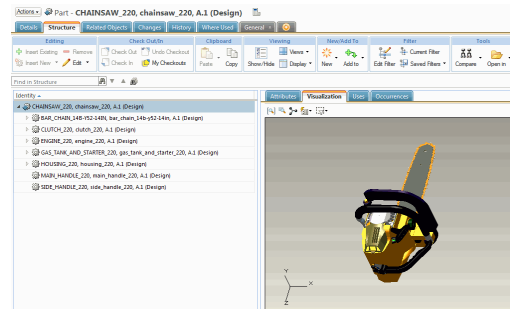 Actions Part - CHAINSAW_220, chainsaw_220, A.1 (Design)
Details Structure Related Objects Changes History Where Used General ×
Editing Check Out/In Clipboard Viewing New/Add To Filter Tools
Insert Existing Remove Check Out Undo Checkout Views Current Filter
Insert New Edit Check In My Checkouts Paste Copy Show/Hide Display New Add to Edit Filter Saved Filters Compare Open in
Find in Structure
Identity
Attributes Visualization Uses Occurrences
CHAINSAW_220, chainsaw_220, A.1 (Design)
BAR_CHAIN_14B-Y52-14IN, bar_chain_14b-y52-14in, A.1 (Design)
CLUTCH_220, clutch_220, A.1 (Design)
ENGINE_220, engine_220, A.1 (Design)
GAS_TANK_AND_STARTER_220, gas_tank_and_starter_220, A.1 (Design)
HOUSING_220, housing_220, A.1 (Design)
MAIN_HANDLE_220, main_handle_220, A.1 (Design)
SIDE_HANDLE_220, side_handle_220, A.1 (Design)
Y
X
Z